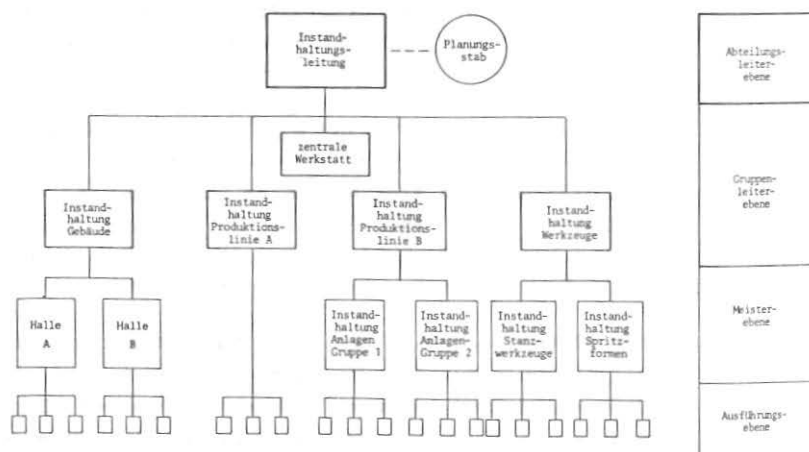 Instand-
haltungs-
leitung
Planungs-
stab
Abteilungs-
leiter-
ebene
zentrale
Werkstatt
Instand-
haltung
Gebäude
Instand-
haltung
Produktions-
linie A
Instand-
haltung
Produktions-
linie B
Instand-
haltung
Werkzeuge
Gruppen-
leiter-
ebene
Halle
A
Halle
B
Instand-
haltung
Anlagen
Gruppe 1
Instand-
haltung
Anlagen-
Gruppe 2
Instand-
haltung
Stanz-
werkzeuge
Instand-
haltung
Spritz-
formen
Meister-
ebene
Ausführungs-
ebene